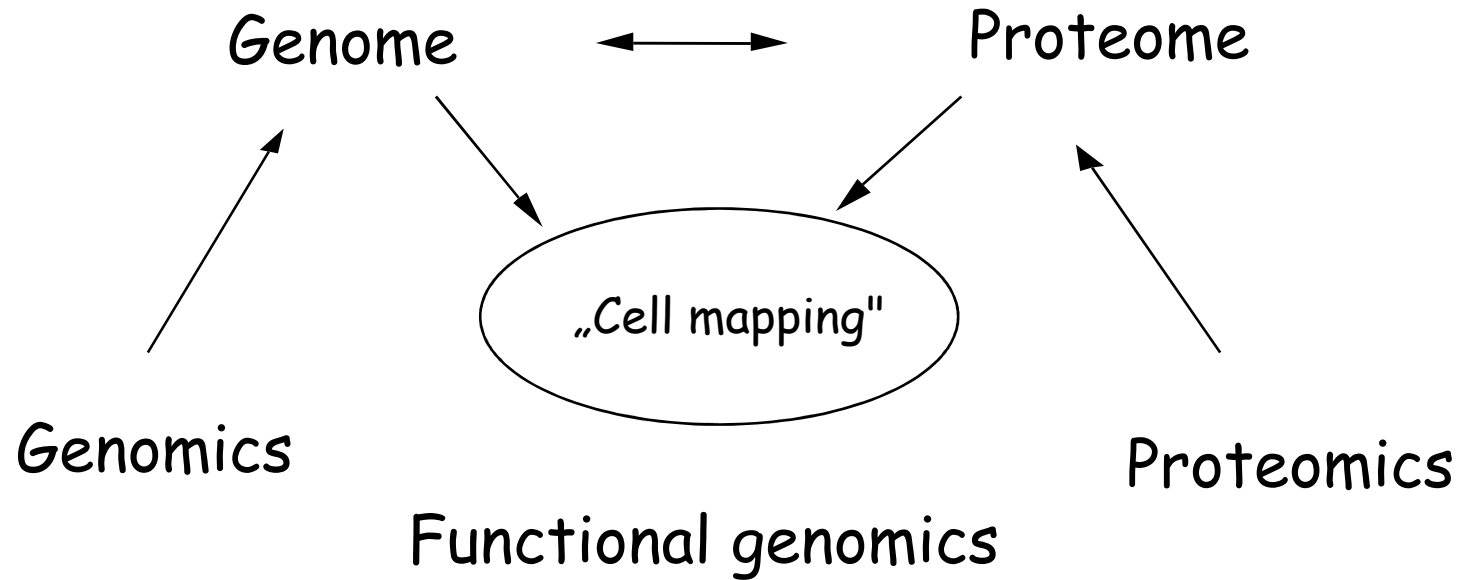 Genome
Proteome
„Cell mapping"
Genomics
Proteomics
Functional genomics